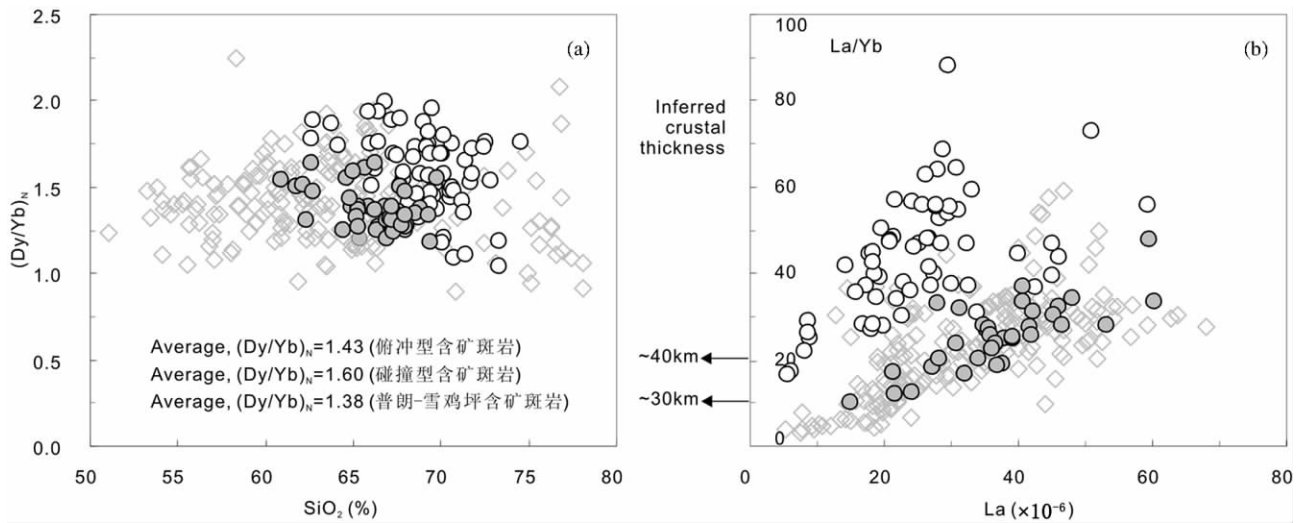 2.5
2.0
1.5
1.0
0.5
0.0
(Dy/Yb)N
(a)
Average, (Dy/Yb)N=1.43 (俯冲型含矿斑岩)
Average, (Dy/Yb)N=1.60 (碰撞型含矿斑岩)
Average, (Dy/Yb)N=1.38 (普朗-雪鸡坪含矿斑岩)
50
55
60
65
70
75
80
SiO2 (%)
Inferred
crustal
thickness
~40km
~30km
100
80
60
40
20
0
La/Yb
(b)
0
20
40
60
80
La (×10⁻⁶)